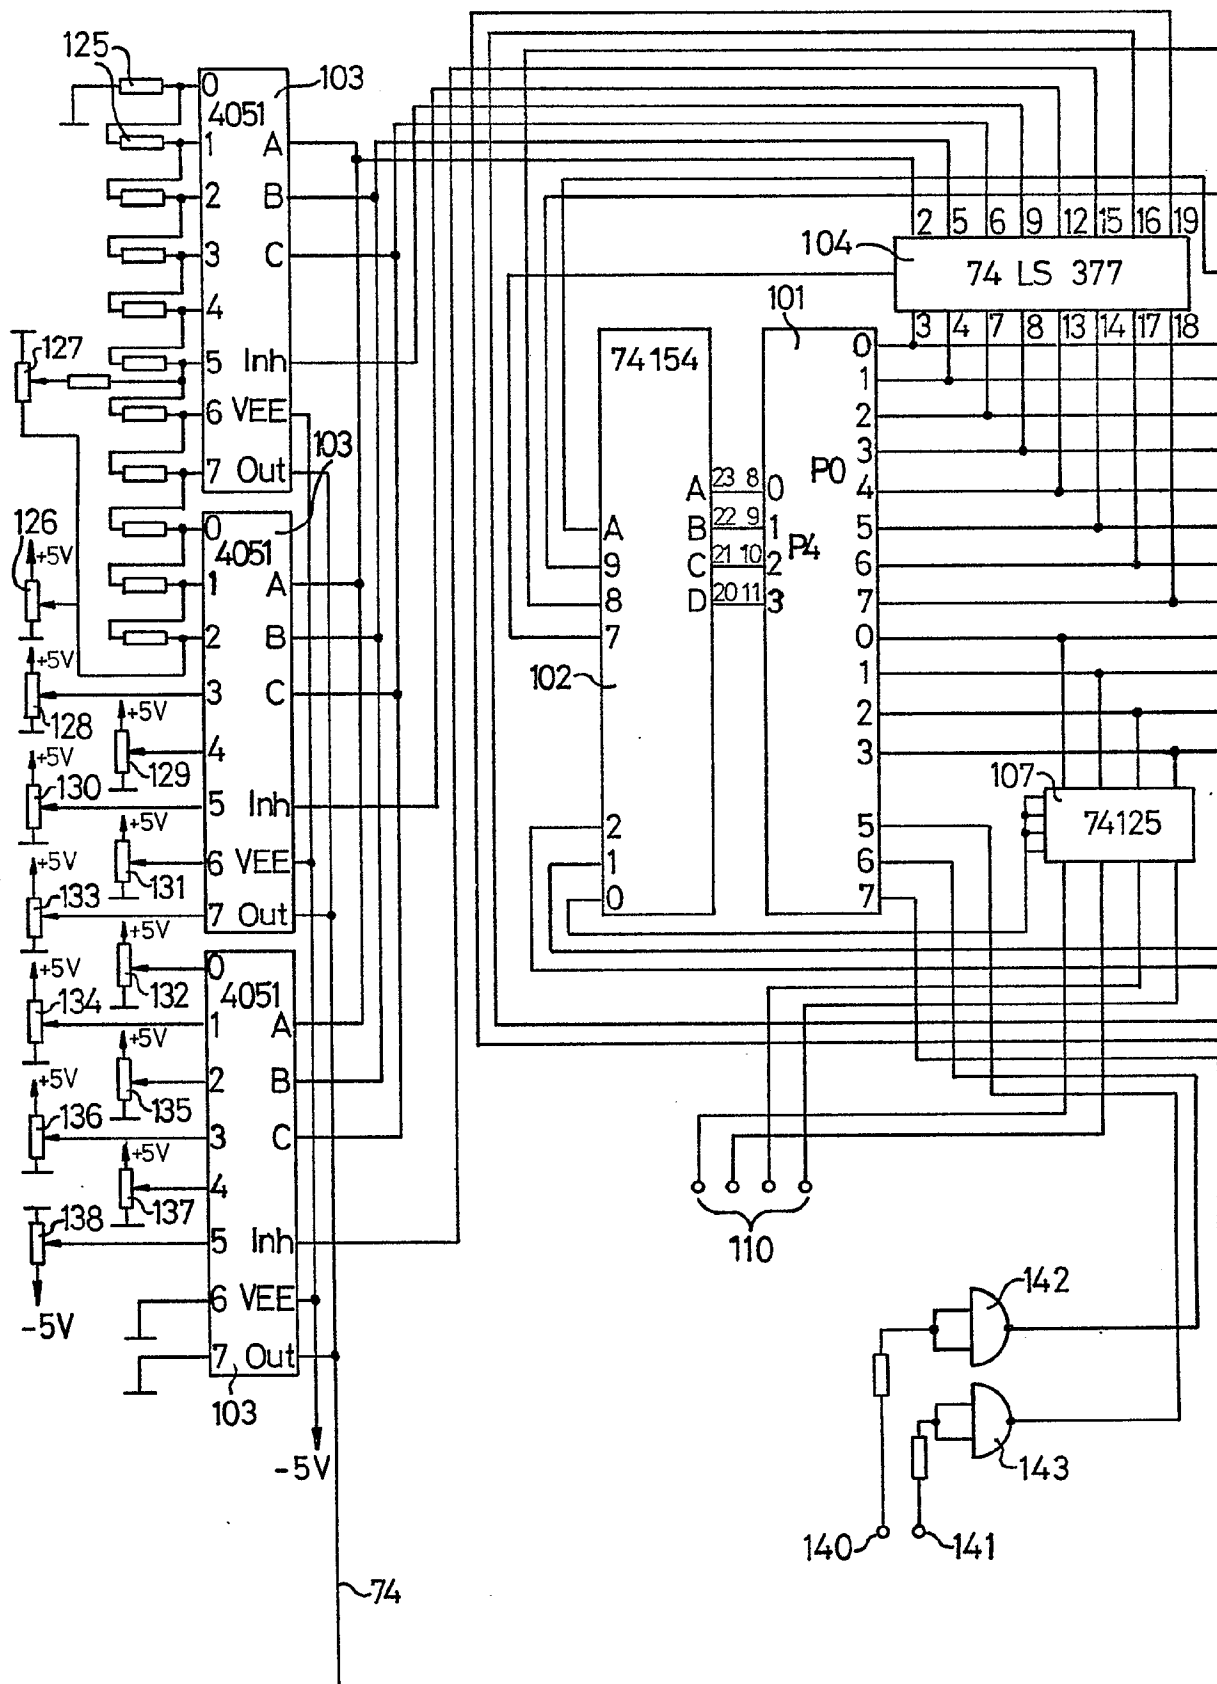 125
0
103
4051
1
A
2
B
3
C
4
127
5
Inh
6 VEE
7 Out
103
126
+5V
0
4051
1
A
2
B
+5V
3
C
128
+5V
4
129
+5V
130
5
Inh
+5V
6 VEE
131
+5V
133
7 Out
+5V
0
132
4051
+5V
134
1
A
+5V
2
B
135
+5V
136
3
C
+5V
4
137
138
5
Inh
-5V
6 VEE
7 Out
103
-5V
74
2 5 6 9 12 15 16 19
104
74 LS 377
3 4 7 8 13 14 17 18
101
74154
0
1
2
3
P0
4
5
6
7
A 23 8 0
B 22 9 1
C 21 10 2
D 20 11 3
P4
A
9
8
7
102
2
1
0
0
1
2
3
5
6
7
107
74125
110
142
143
140
141